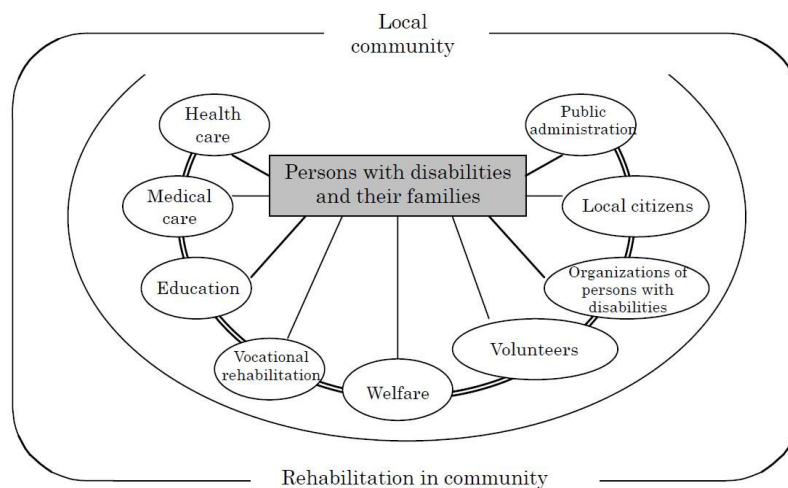 Local
community
Health
care
Public
administration
Persons with disabilities
and their families
Medical
care
Local citizens
Education
Organizations of
persons with
disabilities
Vocational
rehabilitation
Volunteers
Welfare
Rehabilitation in community